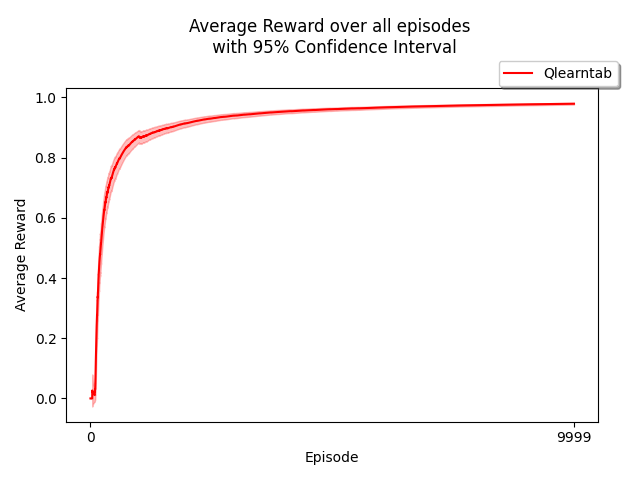 Average Reward over all episodes
with 95% Confidence Interval
Qlearntab
1.0
0.8
0.6
0.4
0.2
0.0
Average Reward
0
9999
Episode